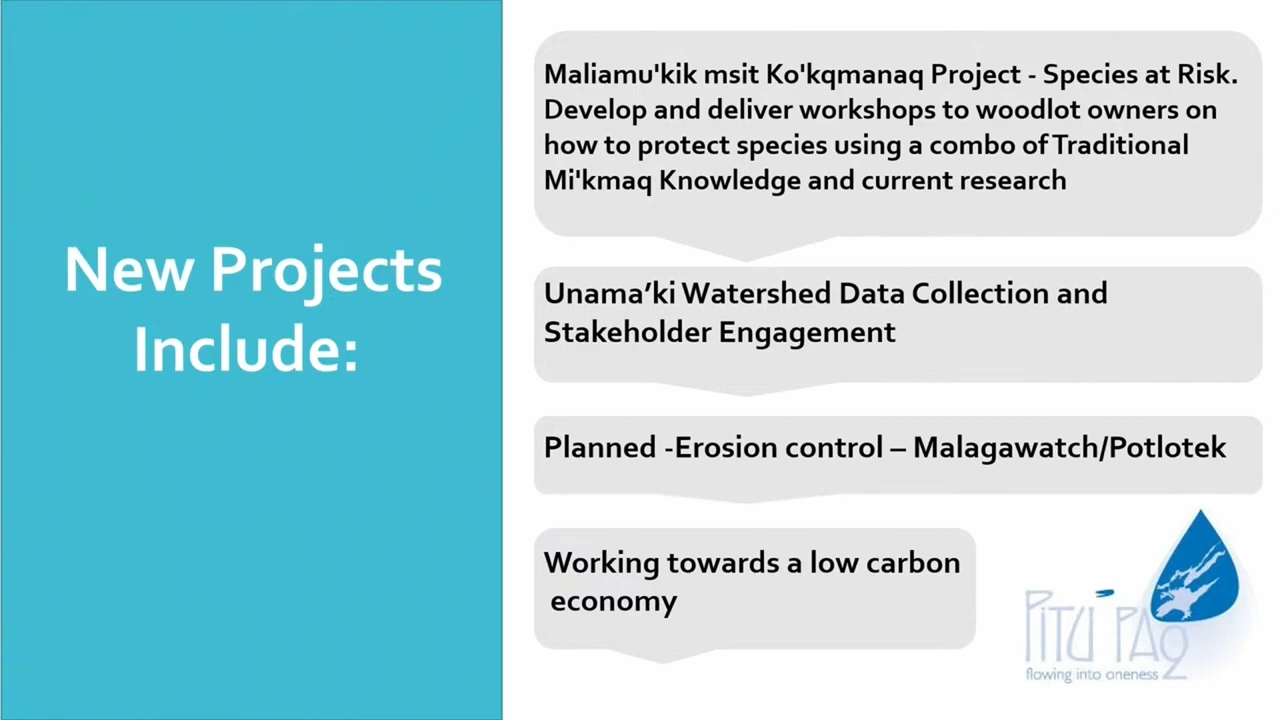 New Projects
Include:
Maliamu'kik msit Ko'kqmanaq Project - Species at Risk.
Develop and deliver workshops to woodlot owners on
how to protect species using a combo of Traditional
Mi'kmaq Knowledge and current research
Unama’ki Watershed Data Collection and
Stakeholder Engagement
Planned -Erosion control – Malagawatch/Potlotek
Working towards a low carbon
economy
PITU'PAQ
flowing into oneness